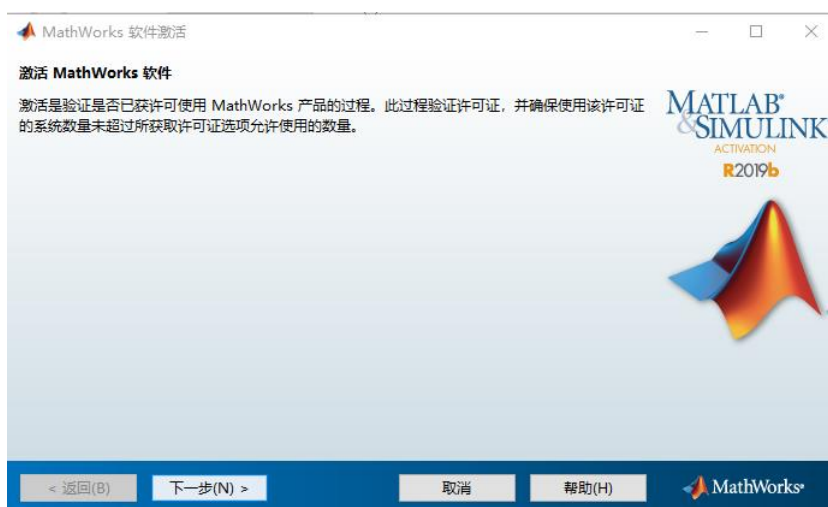 MathWorks 软件激活
激活 MathWorks 软件
激活是验证是否已获许可使用 MathWorks 产品的过程。此过程验证许可证，并确保使用该许可证
的系统数量未超过所获取许可证选项允许使用的数量。
MATLAB®
&SIMULINK
ACTIVATION
R2019b
< 返回(B)
下一步(N) >
取消
帮助(H)
MathWorks®